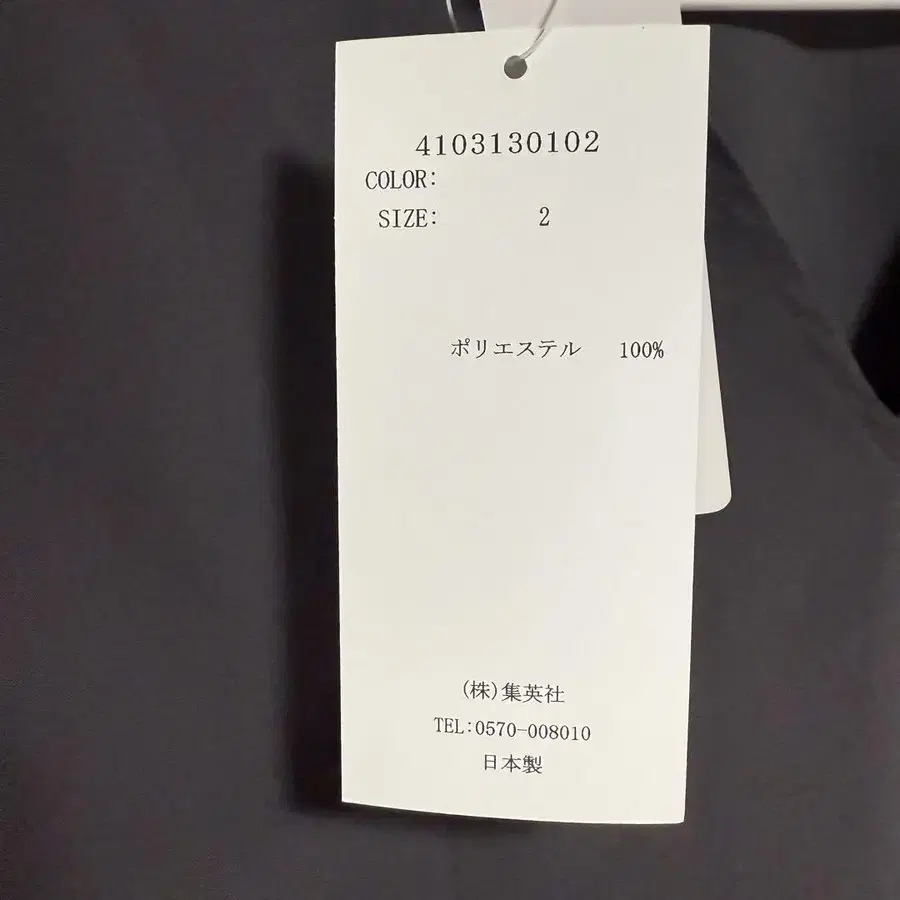 4103130102
COLOR:
SIZE: 2
ポリエステル 100%
(株)集英社
TEL:0570-008010
日本製